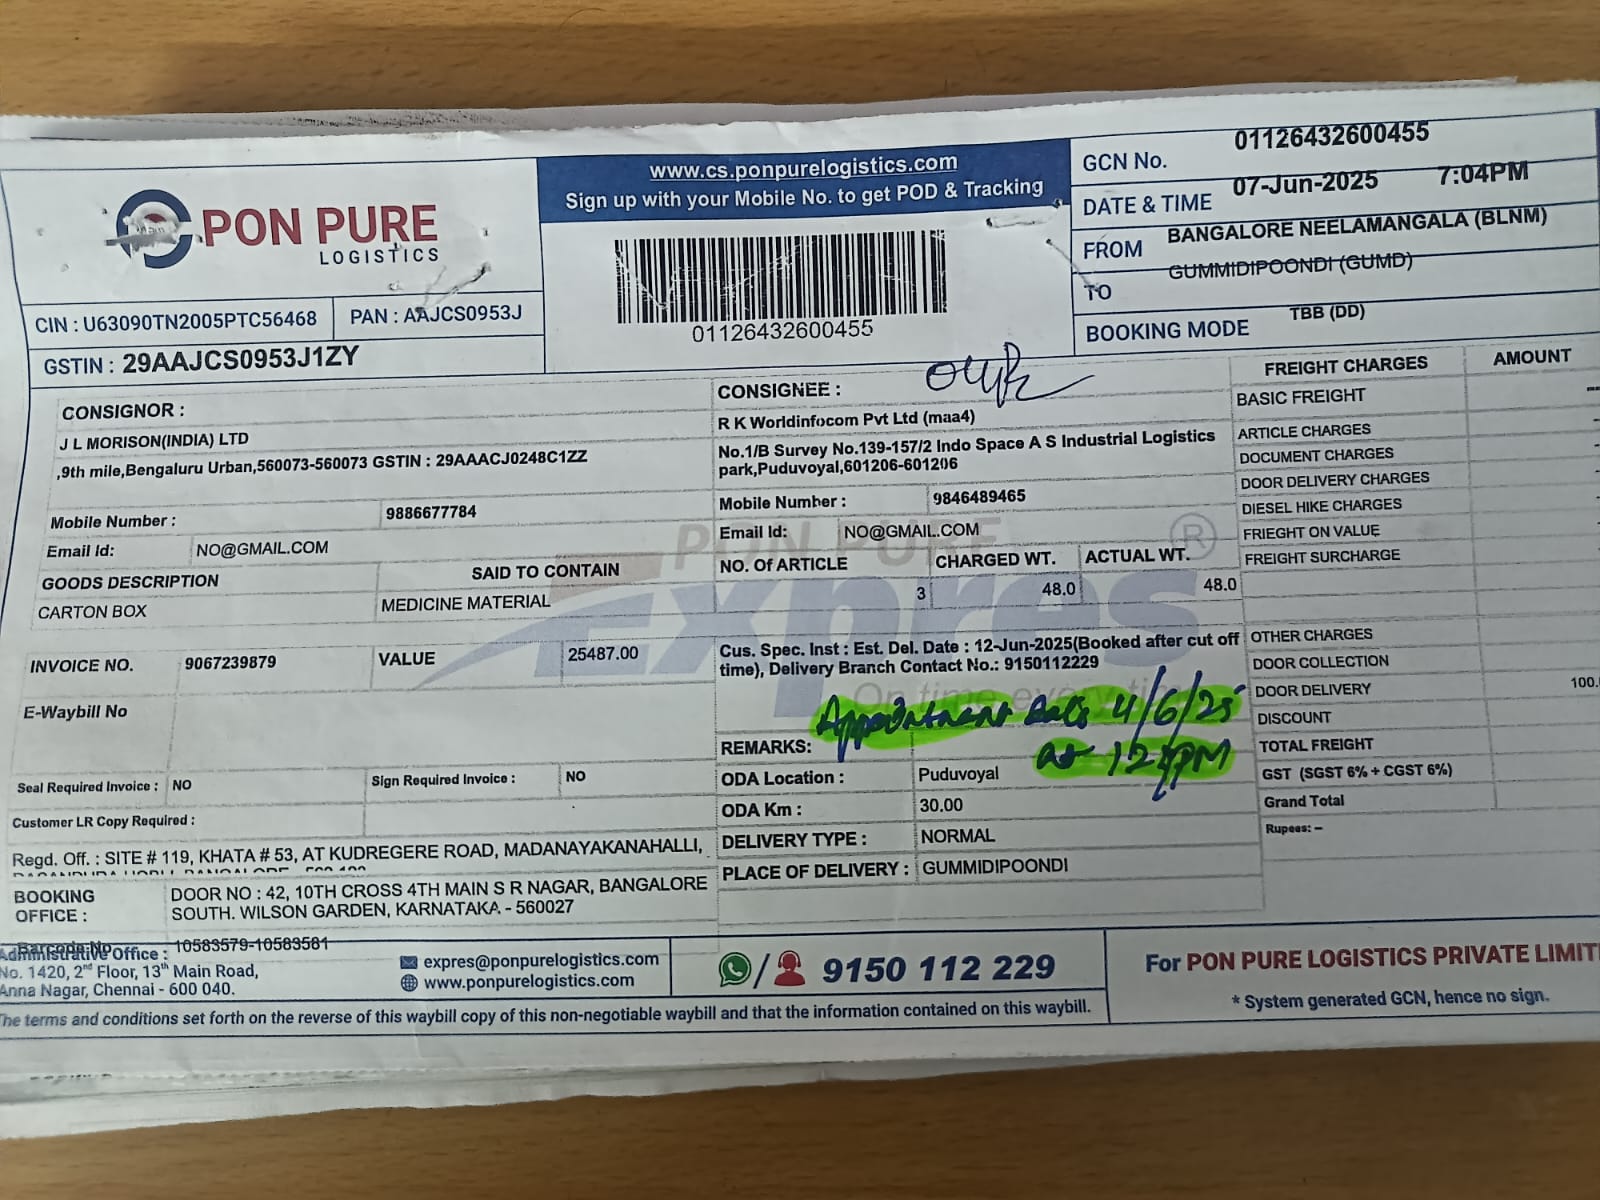 PON PURE
LOGISTICS
www.cs.ponpurelogistics.com
Sign up with your Mobile No. to get POD & Tracking
01126432600455
GCN No. 01126432600455
DATE & TIME 07-Jun-2025 7:04PM
FROM BANGALORE NEELAMANGALA (BLNM)
TO GUMMIDIPOONDI (GUMD)
BOOKING MODE TBB (DD)
CIN : U63090TN2005PTC56468 PAN : AAJCS0953J
GSTIN : 29AAJCS0953J1ZY
CONSIGNOR :
J L MORISON(INDIA) LTD
,9th mile,Bengaluru Urban,560073-560073 GSTIN : 29AAACJ0248C1ZZ
Mobile Number : 9886677784
Email Id: NO@GMAIL.COM
GOODS DESCRIPTION SAID TO CONTAIN
CARTON BOX MEDICINE MATERIAL
INVOICE NO. 9067239879 VALUE 25487.00
E-Waybill No
Seal Required Invoice : NO Sign Required Invoice : NO
Customer LR Copy Required :
Regd. Off. : SITE # 119, KHATA # 53, AT KUDREGERE ROAD, MADANAYAKANAHALLI,
BOOKING OFFICE : DOOR NO : 42, 10TH CROSS 4TH MAIN S R NAGAR, BANGALORE
SOUTH. WILSON GARDEN, KARNATAKA - 560027
Barcode No 10583579-10583581
CONSIGNEE :
R K Worldinfocom Pvt Ltd (maa4)
No.1/B Survey No.139-157/2 Indo Space A S Industrial Logistics
park,Puduvoyal,601206-601206
Mobile Number : 9846489465
Email Id: NO@GMAIL.COM
NO. Of ARTICLE CHARGED WT. ACTUAL WT.
3 48.0 48.0
PON PURE
Expres ®
On time every time
Cus. Spec. Inst : Est. Del. Date : 12-Jun-2025(Booked after cut off
time), Delivery Branch Contact No.: 9150112229
Appointment 4/6/25
REMARKS: at 12 PM
ODA Location : Puduvoyal
ODA Km : 30.00
DELIVERY TYPE : NORMAL
PLACE OF DELIVERY : GUMMIDIPOONDI
FREIGHT CHARGES AMOUNT
BASIC FREIGHT
ARTICLE CHARGES
DOCUMENT CHARGES
DOOR DELIVERY CHARGES
DIESEL HIKE CHARGES
FRIEGHT ON VALUE
FREIGHT SURCHARGE
OTHER CHARGES
DOOR COLLECTION
DOOR DELIVERY 100.
DISCOUNT
TOTAL FREIGHT
GST (SGST 6% + CGST 6%)
Grand Total
Rupees: –
Administrative Office :
No. 1420, 2nd Floor, 13th Main Road,
Anna Nagar, Chennai - 600 040.
expres@ponpurelogistics.com
www.ponpurelogistics.com
/ 9150 112 229
The terms and conditions set forth on the reverse of this waybill copy of this non-negotiable waybill and that the information contained on this waybill.
For PON PURE LOGISTICS PRIVATE LIMIT
* System generated GCN, hence no sign.